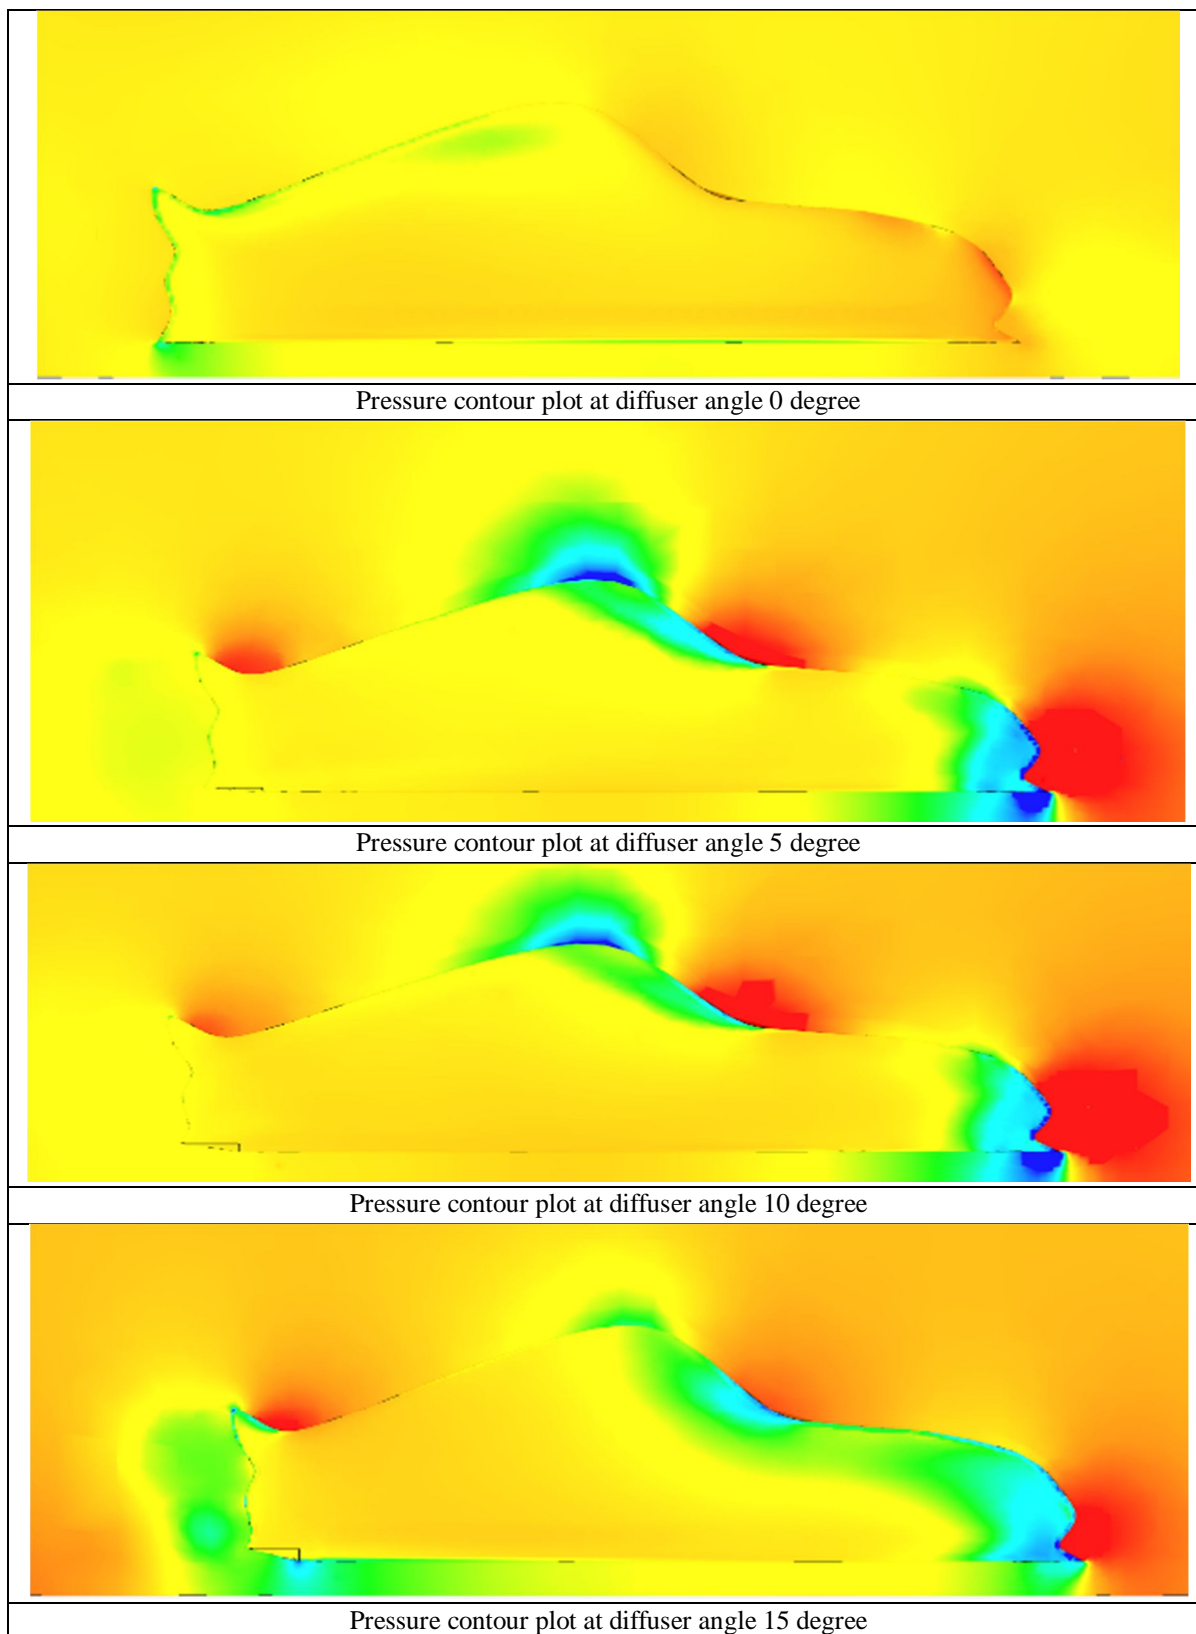 Pressure contour plot at diffuser angle 0 degree
Pressure contour plot at diffuser angle 5 degree
Pressure contour plot at diffuser angle 10 degree
Pressure contour plot at diffuser angle 15 degree